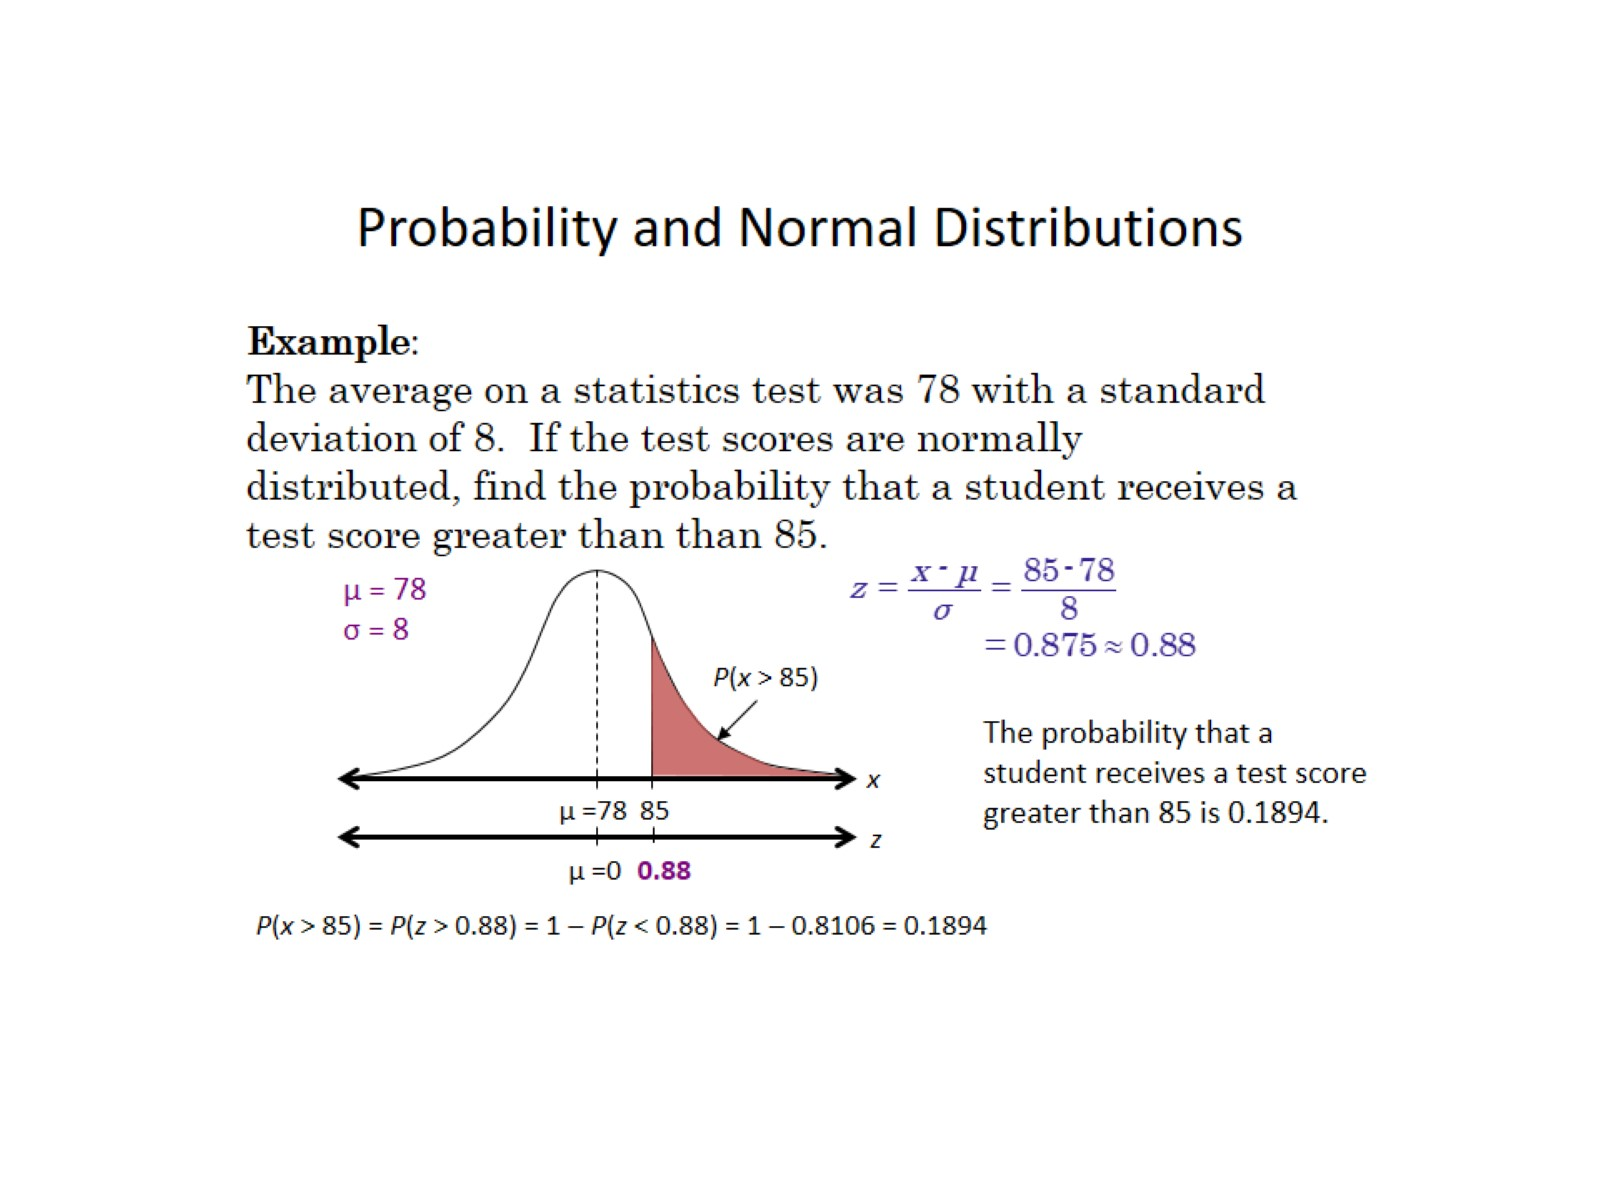 Probability and Normal Distributions
Example:
The average on a statistics test was 78 with a standard
deviation of 8.  If the test scores are normally
distributed, find the probability that a student receives a
test score greater than than 85.
μ = 78
σ = 8
z = x - μ / σ = 85 - 78 / 8
= 0.875 ≈ 0.88
P(x > 85)
The probability that a
student receives a test score
greater than 85 is 0.1894.
x
μ =78 85
z
μ =0 0.88
P(x > 85) = P(z > 0.88) = 1 – P(z < 0.88) = 1 – 0.8106 = 0.1894